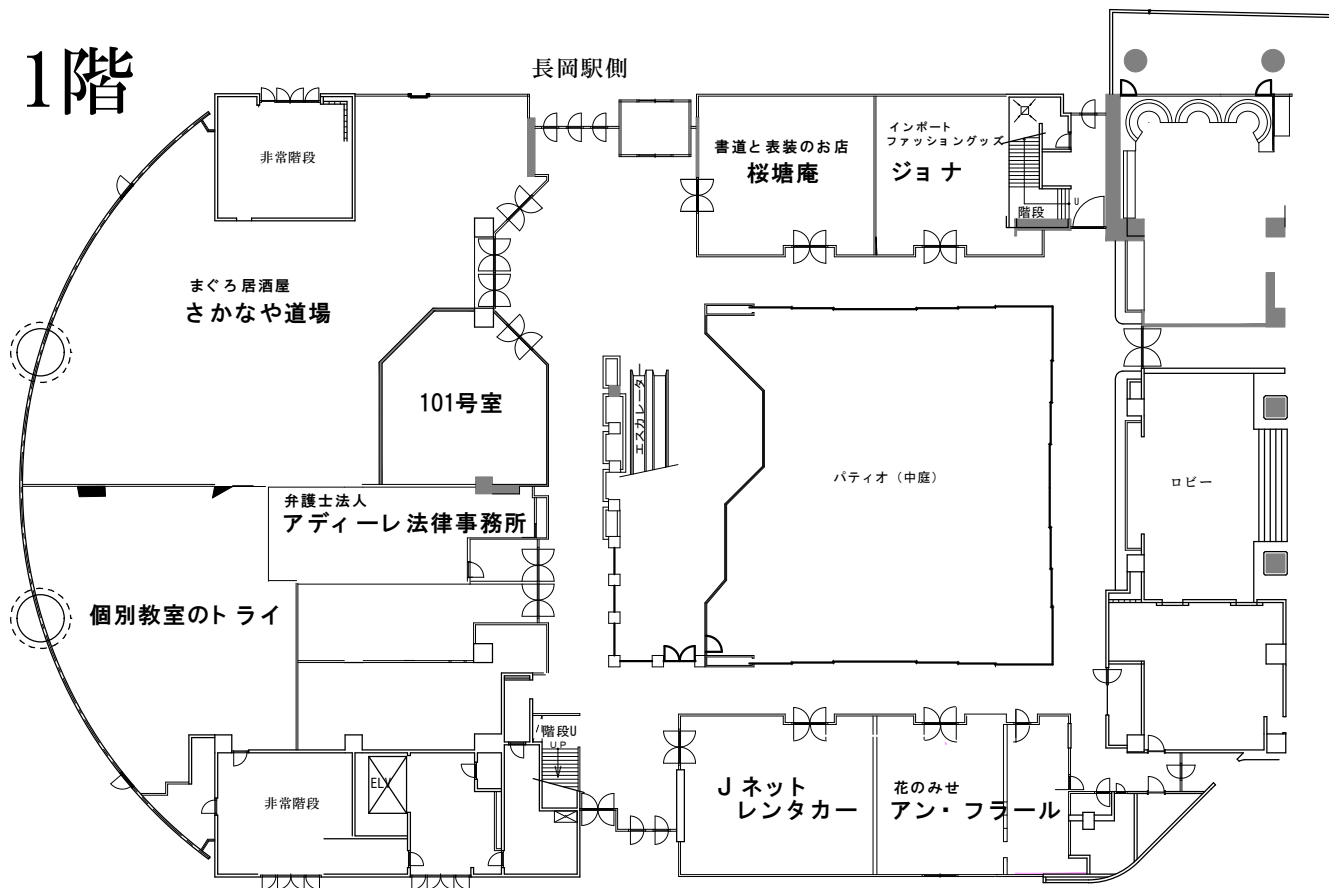 1階
長岡駅側
非常階段
書道と表装のお店
桜塘庵
インポート
ファッショングッズ
ジョナ
階段
U
まぐろ居酒屋
さかなや道場
101号室
エスカレーター
パティオ（中庭）
ロビー
弁護士法人
アディーレ法律事務所
個別教室のトライ
階段U
UP
ELV
非常階段
Jネット
レンタカー
花のみせ
アン・フラール